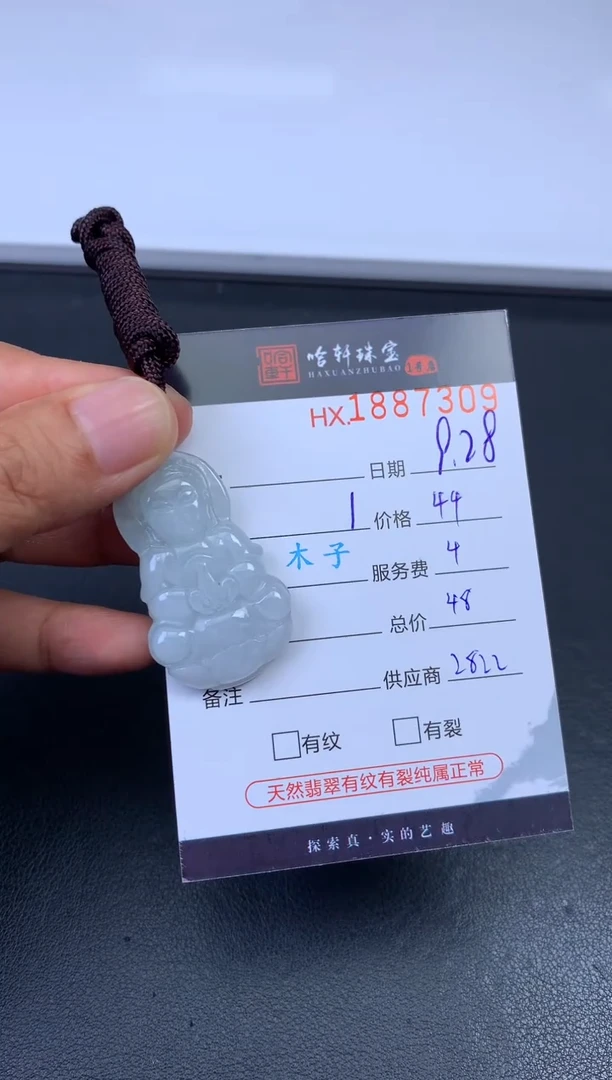 哈轩珠宝
HAXUANZHUBAO
HX.1887309
日期 9.28
1 价格 44
木子
服务费 4
总价 48
备注 供应商 2822
有纹 有裂
天然翡翠有纹有裂纯属正常
探索真·实的艺趣